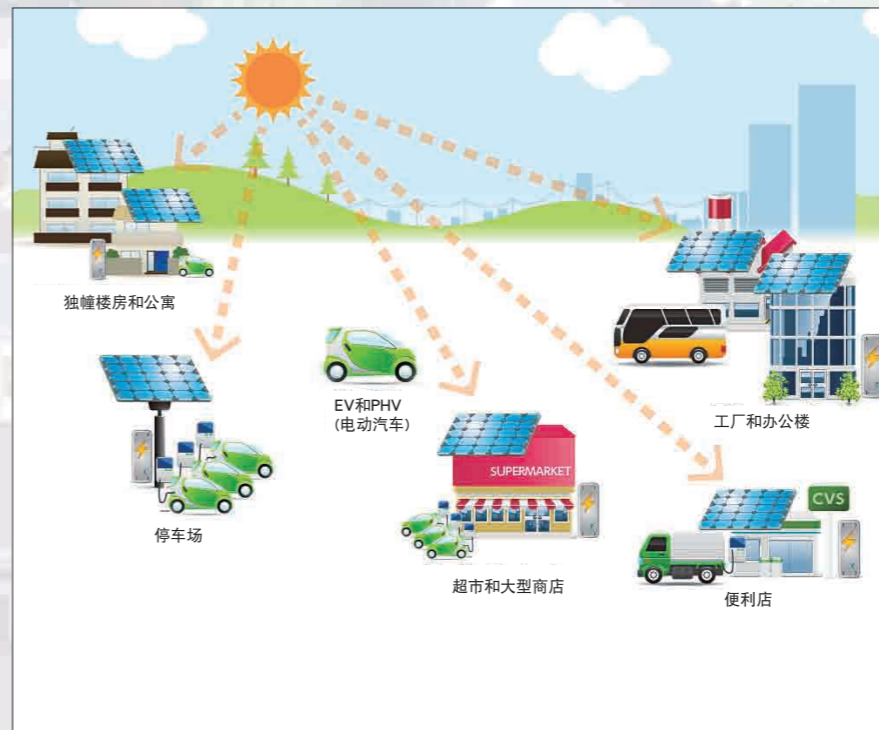 独幢楼房和公寓
EV和PHV
(电动汽车)
工厂和办公楼
SUPERMARKET
CVS
停车场
超市和大型商店
便利店